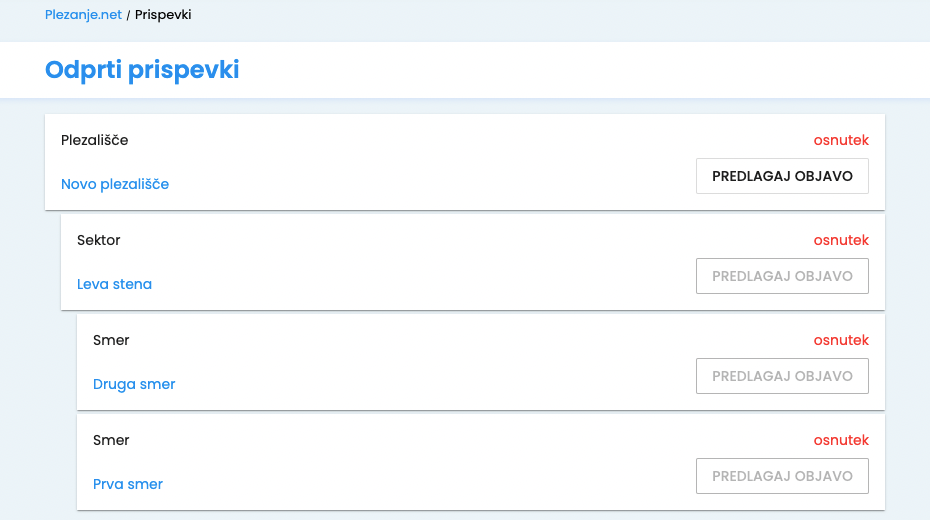 Plezanje.net / Prispevki
Odprti prispevki
Plezališče osnutek
Novo plezališče PREDLAGAJ OBJAVO
Sektor osnutek
Leva stena PREDLAGAJ OBJAVO
Smer osnutek
Druga smer PREDLAGAJ OBJAVO
Smer osnutek
Prva smer PREDLAGAJ OBJAVO